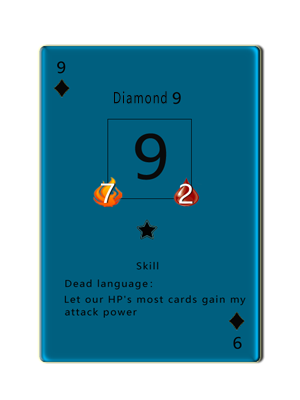 9
Diamond 9
9
7 2
Skill
Dead language:
Let our HP's most cards gain my
attack power
6